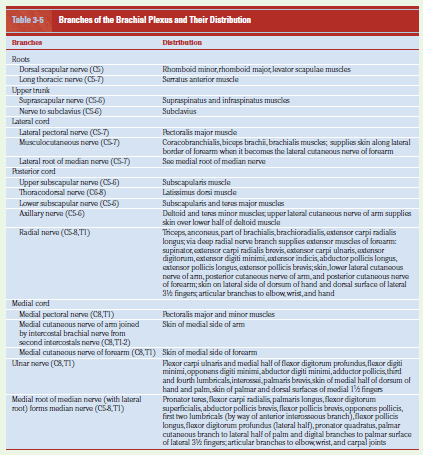 Table 3-6 Branches of the Brachial Plexus and Their Distribution
Branches Distribution
Roots
Dorsal scapular nerve (C5) Rhomboid minor, rhomboid major, levator scapulae muscles
Long thoracic nerve (C5-7) Serratus anterior muscle
Upper trunk
Suprascapular nerve (C5-6) Supraspinatus and infraspinatus muscles
Nerve to subclavius (C5-6) Subclavius
Lateral cord
Lateral pectoral nerve (C5-7) Pectoralis major muscle
Musculocutaneous nerve (C5-7) Coracobranchialis, biceps brachii, brachialis muscles; supplies skin along lateral
border of forearm when it becomes the lateral cutaneous nerve of forearm
Lateral root of median nerve (C5-7) See medial root of median nerve
Posterior cord
Upper subscapular nerve (C5-6) Subscapularis muscle
Thoracodorsal nerve (C6-8) Latissimus dorsi muscle
Lower subscapular nerve (C5-6) Subscapularis and teres major muscles
Axillary nerve (C5-6) Deltoid and teres minor muscles; upper lateral cutaneous nerve of arm supplies
skin over lower half of deltoid muscle
Radial nerve (C5-8,T1) Triceps, anconeus, part of brachialis, brachioradialis, extensor carpi radialis
longus; via deep radial nerve branch supplies extensor muscles of forearm:
supinator, extensor carpi radialis brevis, extensor carpi ulnaris, extensor
digitorum, extensor digiti minimi, extensor indicis, abductor pollicis longus,
extensor pollicis longus, extensor pollicis brevis; skin, lower lateral cutaneous
nerve of arm, posterior cutaneous nerve of arm, and posterior cutaneous nerve
of forearm; skin on lateral side of dorsum of hand and dorsal surface of lateral
3½ fingers; articular branches to elbow, wrist, and hand
Medial cord
Medial pectoral nerve (C8,T1) Pectoralis major and minor muscles
Medial cutaneous nerve of arm joined Skin of medial side of arm
by intercostal brachial nerve from
second intercostals nerve (C8,T1-2)
Medial cutaneous nerve of forearm (C8,T1) Skin of medial side of forearm
Ulnar nerve (C8,T1) Flexor carpi ulnaris and medial half of flexor digitorum profundus, flexor digiti
minimi, opponens digiti minimi, abductor digiti minimi, adductor pollicis, third
and fourth lumbricals, interossei, palmaris brevis, skin of medial half of dorsum of
hand and palm, skin of palmar and dorsal surfaces of medial 1½ fingers
Medial root of median nerve (with lateral Pronator teres, flexor carpi radialis, palmaris longus, flexor digitorum
root) forms median nerve (C5-8,T1) superficialis, abductor pollicis brevis, flexor pollicis brevis, opponens pollicis,
first two lumbricals (by way of anterior interosseous branch), flexor pollicis
longus, flexor digitorum profundus (lateral half), pronator quadratus, palmar
cutaneous branch to lateral half of palm and digital branches to palmar surface
of lateral 3½ fingers; articular branches to elbow, wrist, and carpal joints